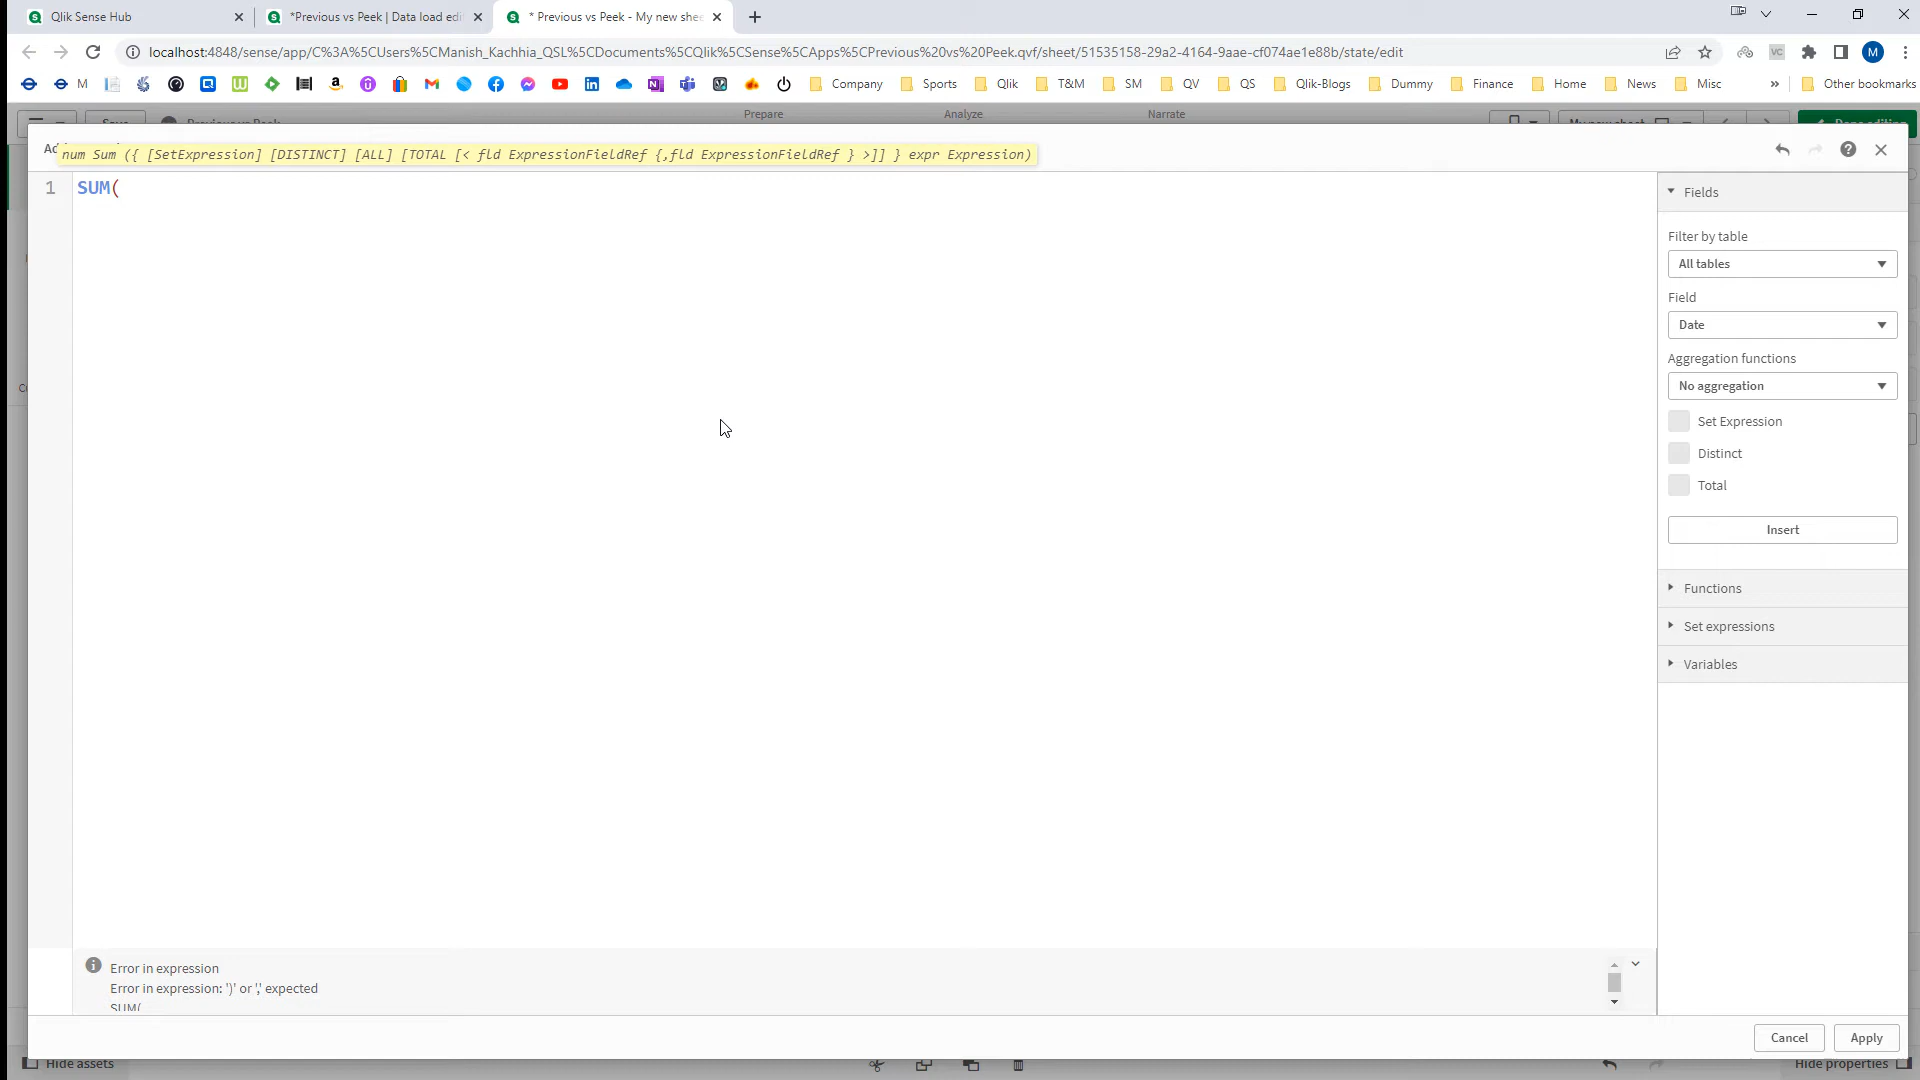 Qlik Sense Hub
*Previous vs Peek | Data load edi
* Previous vs Peek - My new shee
localhost:4848/sense/app/C%3A%5CUsers%5CManish_Kachhia_QSL%5CDocuments%5CQlik%5CSense%5CApps%5CPrevious%20vs%20Peek.qvf/sheet/51535158-29a2-4164-9aae-cf074ae1e88b/state/edit
M
M
Company
Sports
Qlik
T&M
SM
QV
QS
Qlik-Blogs
Dummy
Finance
Home
News
Misc
»
Other bookmarks
Prepare
Analyze
Narrate
num Sum ({ [SetExpression] [DISTINCT] [ALL] [TOTAL [< fld ExpressionFieldRef {,fld ExpressionFieldRef } >]] } expr Expression)
1
SUM(
Fields
Filter by table
All tables
Field
Date
Aggregation functions
No aggregation
Set Expression
Distinct
Total
Insert
Functions
Set expressions
Variables
Error in expression
Error in expression: ')' or ',' expected
SUM(
Cancel
Apply
Hide assets
Hide properties